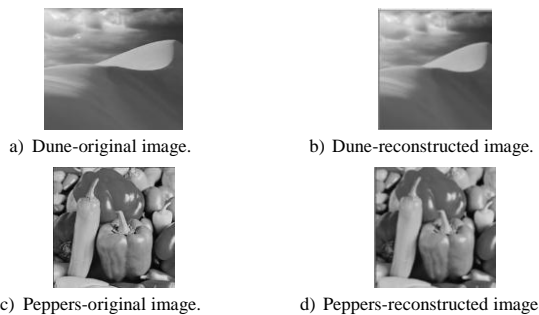 a) Dune-original image.
b) Dune-reconstructed image.
c) Peppers-original image.
d) Peppers-reconstructed image